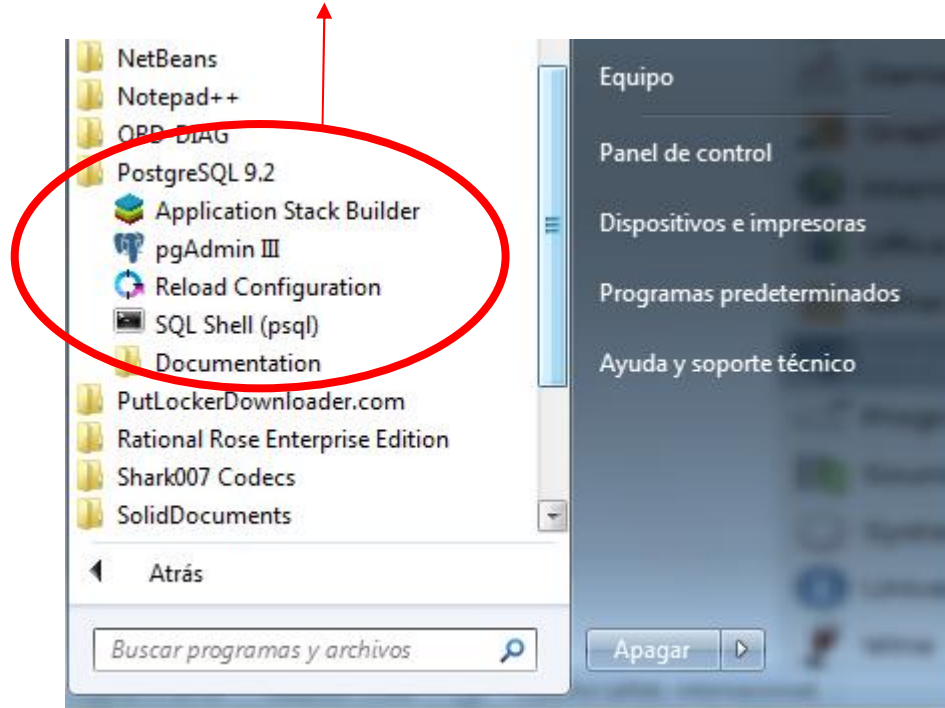 NetBeans
Notepad++
OBD-DIAG
PostgreSQL 9.2
Application Stack Builder
pgAdmin III
Reload Configuration
SQL Shell (psql)
Documentation
PutLockerDownloader.com
Rational Rose Enterprise Edition
Shark007 Codecs
SolidDocuments
Atrás
Buscar programas y archivos
Equipo
Panel de control
Dispositivos e impresoras
Programas predeterminados
Ayuda y soporte técnico
Apagar